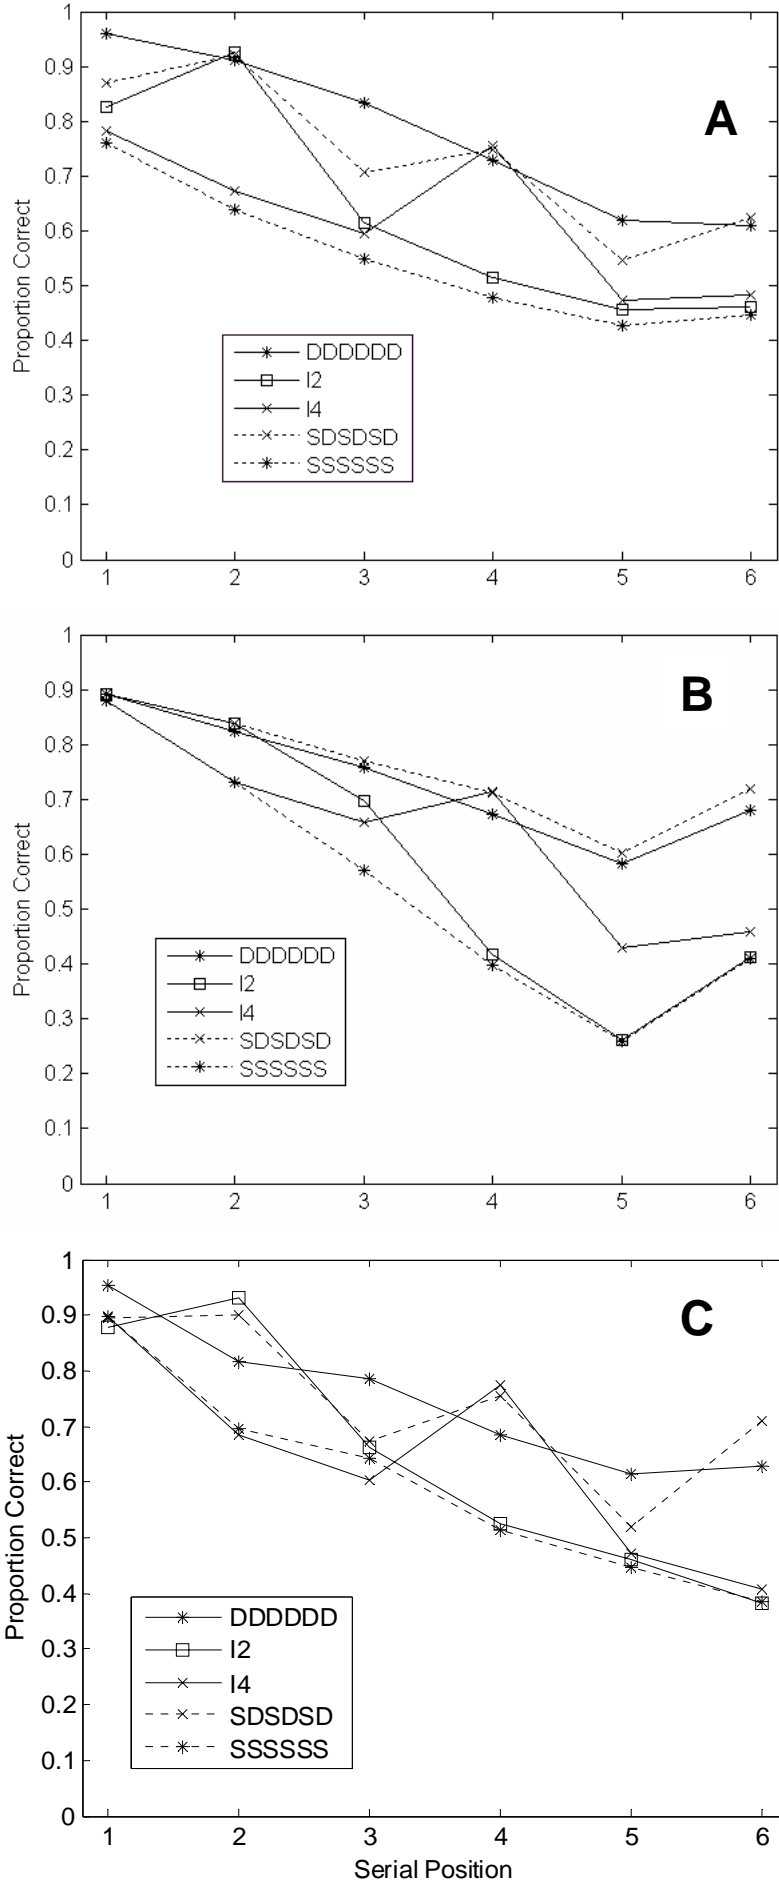 1
0.9
A
0.8
0.7
0.6
0.5
0.4
0.3
0.2
0.1
0
Proportion Correct
DDDDDD
I2
I4
SDSDSD
SSSSSS
1 2 3 4 5 6
1
0.9
B
0.8
0.7
0.6
0.5
0.4
0.3
0.2
0.1
0
Proportion Correct
DDDDDD
I2
I4
SDSDSD
SSSSSS
1 2 3 4 5 6
1
0.9
C
0.8
0.7
0.6
0.5
0.4
0.3
0.2
0.1
0
Proportion Correct
DDDDDD
I2
I4
SDSDSD
SSSSSS
1 2 3 4 5 6
Serial Position